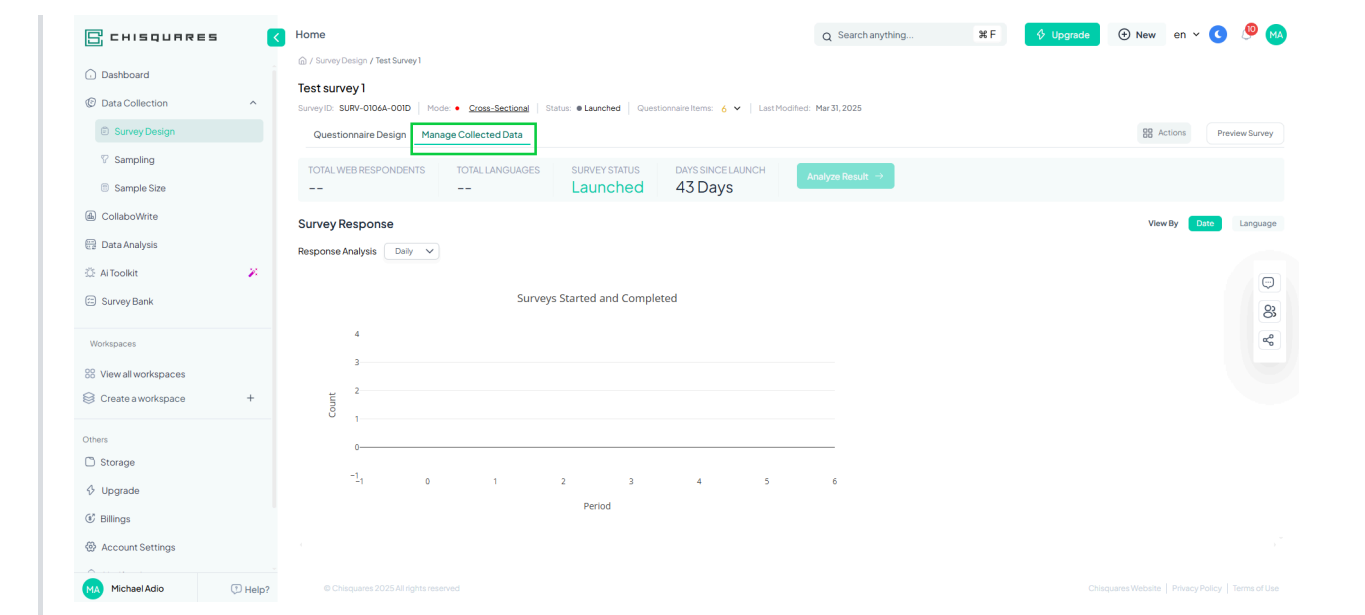 CHISQUARES
Home
Search anything...
⌘ F
Upgrade
New
en
10
MA
/ Survey Design / Test Survey 1
Dashboard
Data Collection
Survey Design
Sampling
Sample Size
CollaboWrite
Data Analysis
Ai Toolkit
Survey Bank
Workspaces
View all workspaces
Create a workspace +
Others
Storage
Upgrade
Billings
Account Settings
MA Michael Adio
Help?
Test survey 1
Survey ID: SURV-0106A-001D | Mode: Cross-Sectional | Status: Launched | Questionnaire Items: 6 | Last Modified: Mar 31, 2025
Questionnaire Design
Manage Collected Data
Actions
Preview Survey
TOTAL WEB RESPONDENTS
--
TOTAL LANGUAGES
--
SURVEY STATUS
Launched
DAYS SINCE LAUNCH
43 Days
Analyze Result →
Survey Response
View By
Date
Language
Response Analysis
Daily
Surveys Started and Completed
4
3
2
1
0
−1
Count
−1 0 1 2 3 4 5 6
Period
© Chisquares 2025 All rights reserved
Chisquares Website | Privacy Policy | Terms of Use